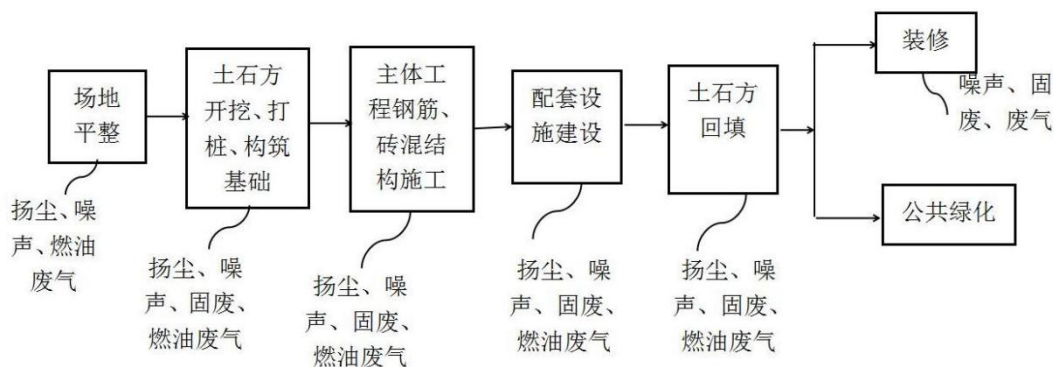 场地
平整
扬尘、噪
声、燃油
废气
土石方
开挖、打
桩、构筑
基础
扬尘、噪
声、固废、
燃油废气
主体工
程钢筋、
砖混结
构施工
扬尘、噪
声、固废、
燃油废气
配套设
施建设
扬尘、噪
声、固废、
燃油废气
土石方
回填
扬尘、噪
声、固废、
燃油废气
装修
噪声、固
废、废气
公共绿化